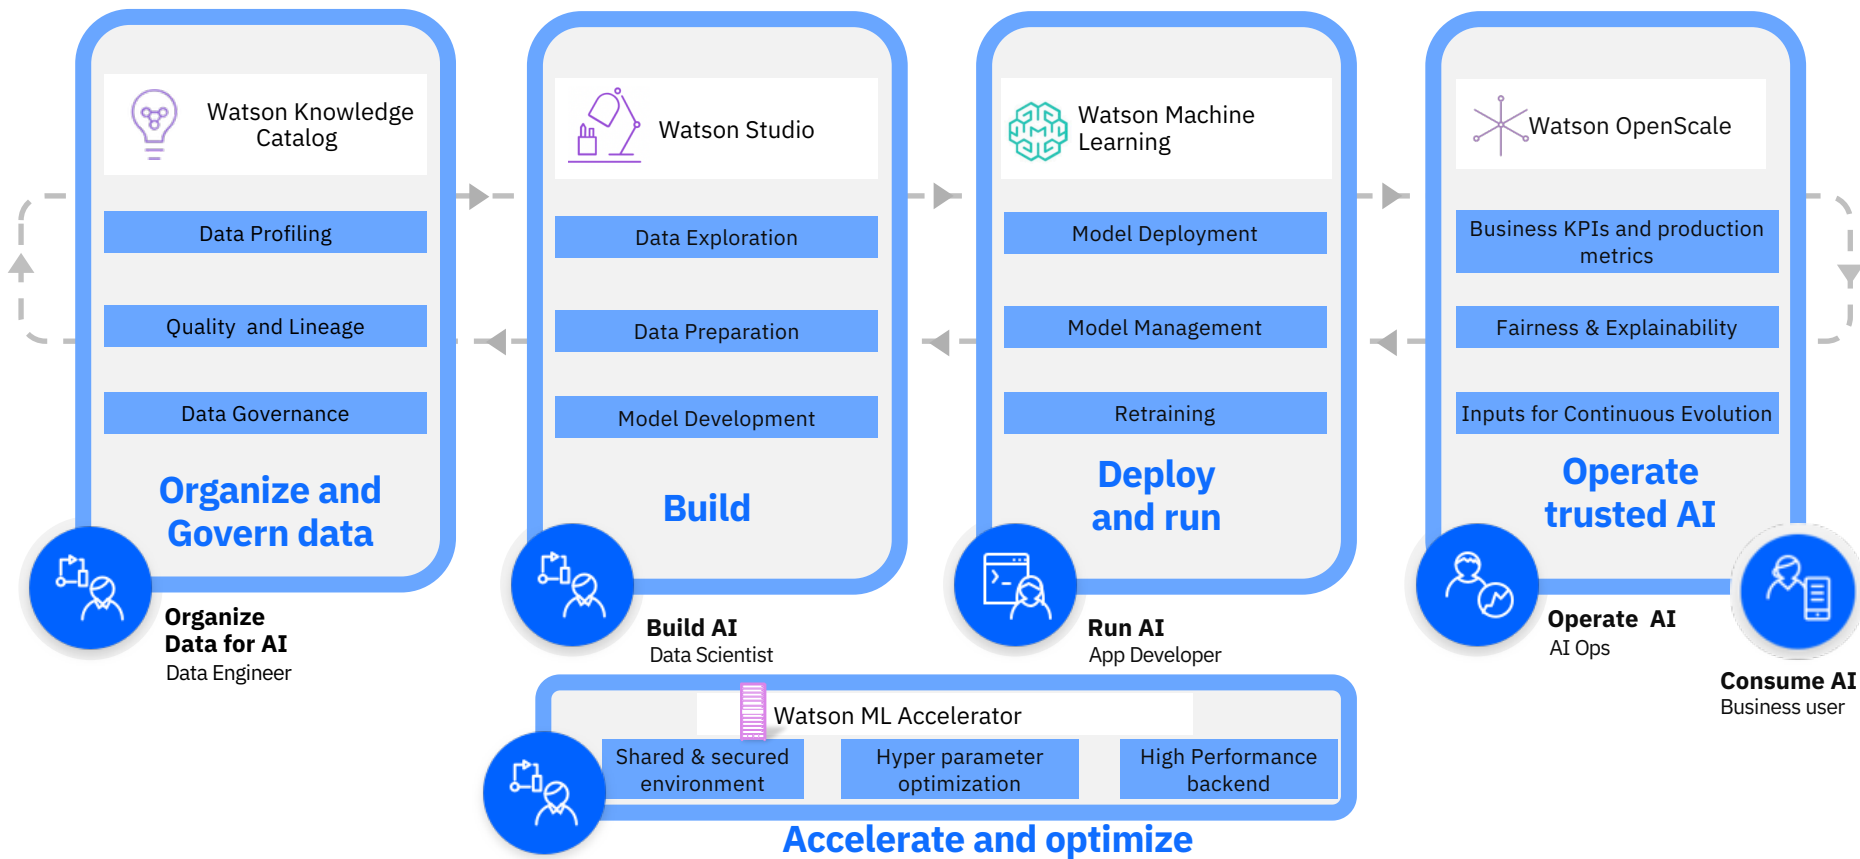 Watson Knowledge
Catalog
Data Profiling
Quality and Lineage
Data Governance
Organize and
Govern data
Organize
Data for AI
Data Engineer
Watson Studio
Data Exploration
Data Preparation
Model Development
Build
Build AI
Data Scientist
Watson Machine
Learning
Model Deployment
Model Management
Retraining
Deploy
and run
Run AI
App Developer
Watson OpenScale
Business KPIs and production
metrics
Fairness & Explainability
Inputs for Continuous Evolution
Operate
trusted AI
Operate AI
AI Ops
Consume AI
Business user
Watson ML Accelerator
Shared & secured
environment
Hyper parameter
optimization
High Performance
backend
Accelerate and optimize